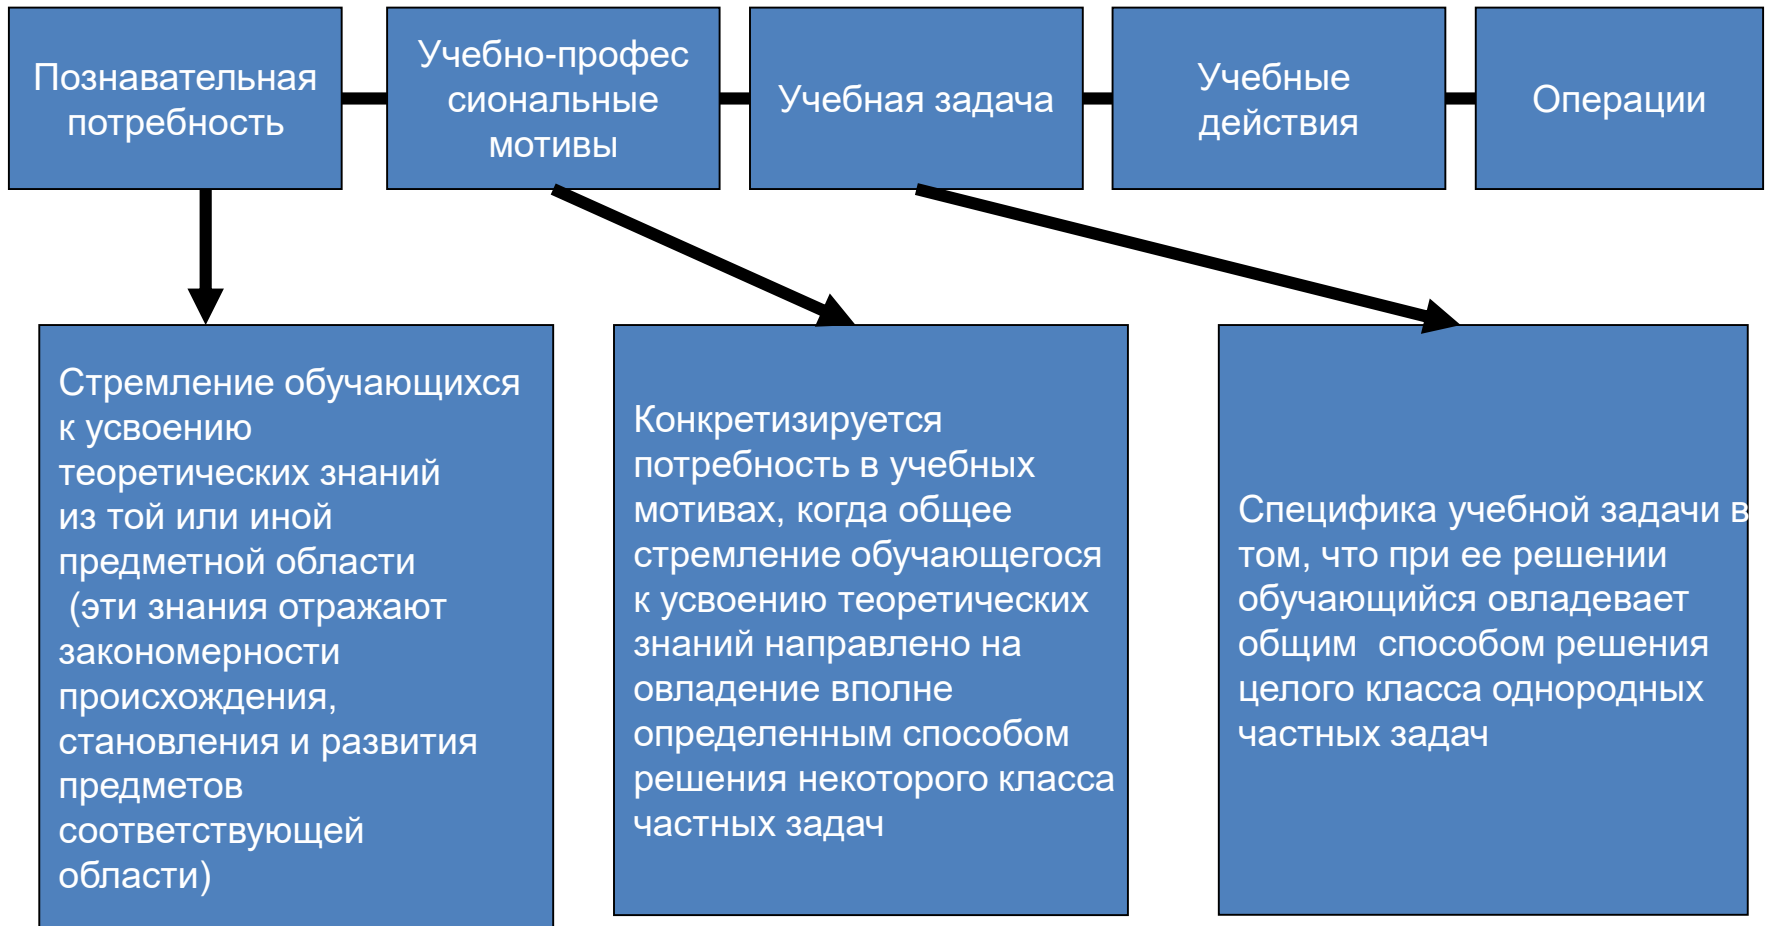 Познавательная
потребность
Учебно-профес
сиональные
мотивы
Учебная задача
Учебные
действия
Операции
Стремление обучающихся
к усвоению
теоретических знаний
из той или иной
предметной области
(эти знания отражают
закономерности
происхождения,
становления и развития
предметов
соответствующей
области)
Конкретизируется
потребность в учебных
мотивах, когда общее
стремление обучающегося
к усвоению теоретических
знаний направлено на
овладение вполне
определенным способом
решения некоторого класса
частных задач
Специфика учебной задачи в
том, что при ее решении
обучающийся овладевает
общим  способом решения
целого класса однородных
частных задач